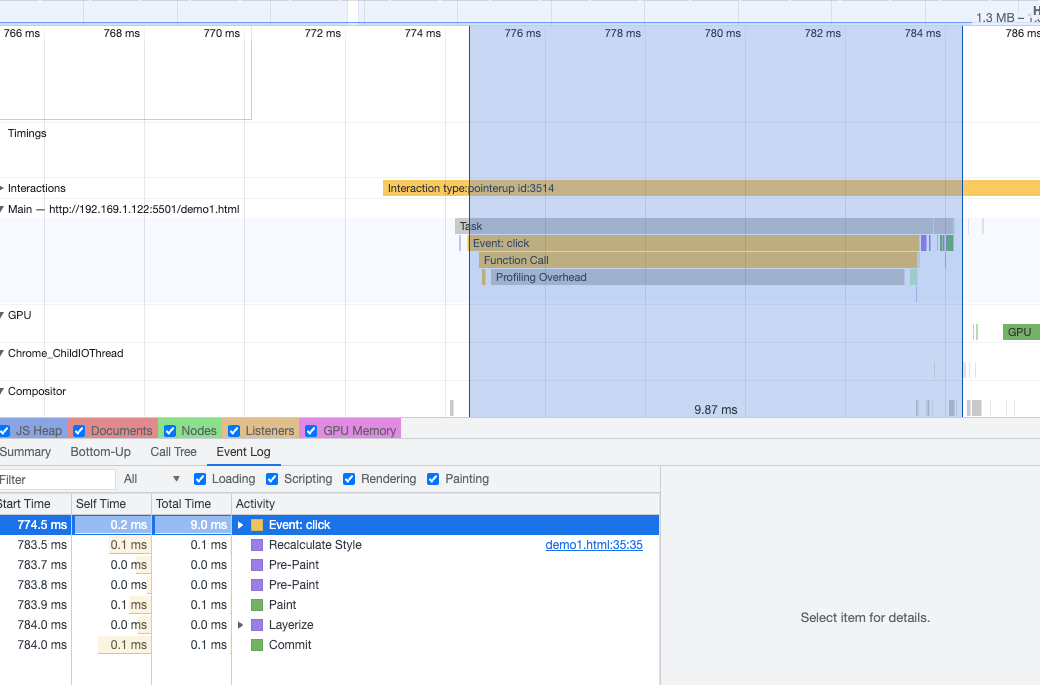 1.3 MB –
766 ms 768 ms 770 ms 772 ms 774 ms 776 ms 778 ms 780 ms 782 ms 784 ms 786 ms
Timings
Interactions
Interaction type:pointerup id:3514
Main — http://192.169.1.122:5501/demo1.html
Task
Event: click
Function Call
Profiling Overhead
GPU
GPU
Chrome_ChildIOThread
Compositor
9.87 ms
JS Heap Documents Nodes Listeners GPU Memory
Summary Bottom-Up Call Tree Event Log
Filter All Loading Scripting Rendering Painting
Start Time Self Time Total Time Activity
774.5 ms 0.2 ms 9.0 ms Event: click
783.5 ms 0.1 ms 0.1 ms Recalculate Style demo1.html:35:35
783.7 ms 0.0 ms 0.0 ms Pre-Paint
783.8 ms 0.0 ms 0.0 ms Pre-Paint
783.9 ms 0.1 ms 0.1 ms Paint
784.0 ms 0.0 ms 0.0 ms Layerize
784.0 ms 0.1 ms 0.1 ms Commit
Select item for details.